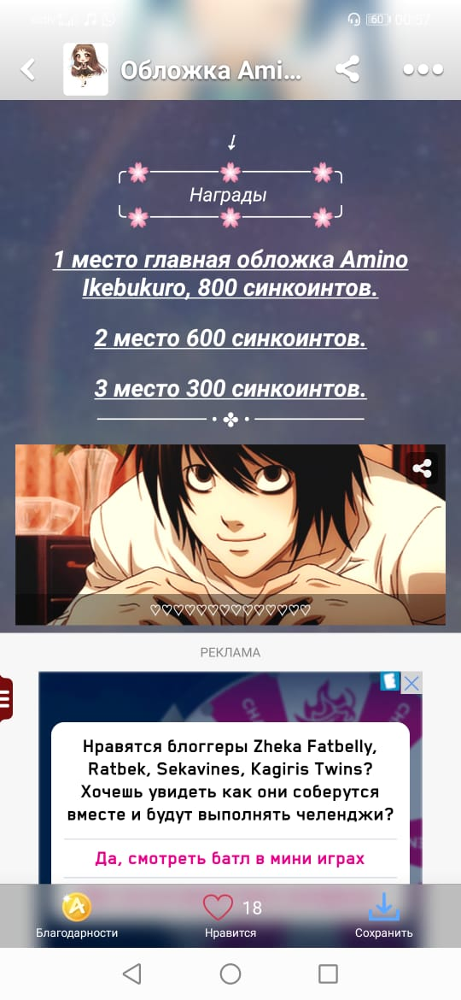 60
00:57
Обложка Ami...
↓
Награды
1 место главная обложка Amino
Ikebukuro, 800 синкоинтов.
2 место 600 синкоинтов.
3 место 300 синкоинтов.
♡♡♡♡♡♡♡♡♡♡♡♡♡♡
РЕКЛАМА
Нравятся блоггеры Zheka Fatbelly,
Ratbek, Sekavines, Kagiris Twins?
Хочешь увидеть как они соберутся
вместе и будут выполнять челенджи?
Да, смотреть батл в мини играх
18
Благодарности
Нравится
Сохранить